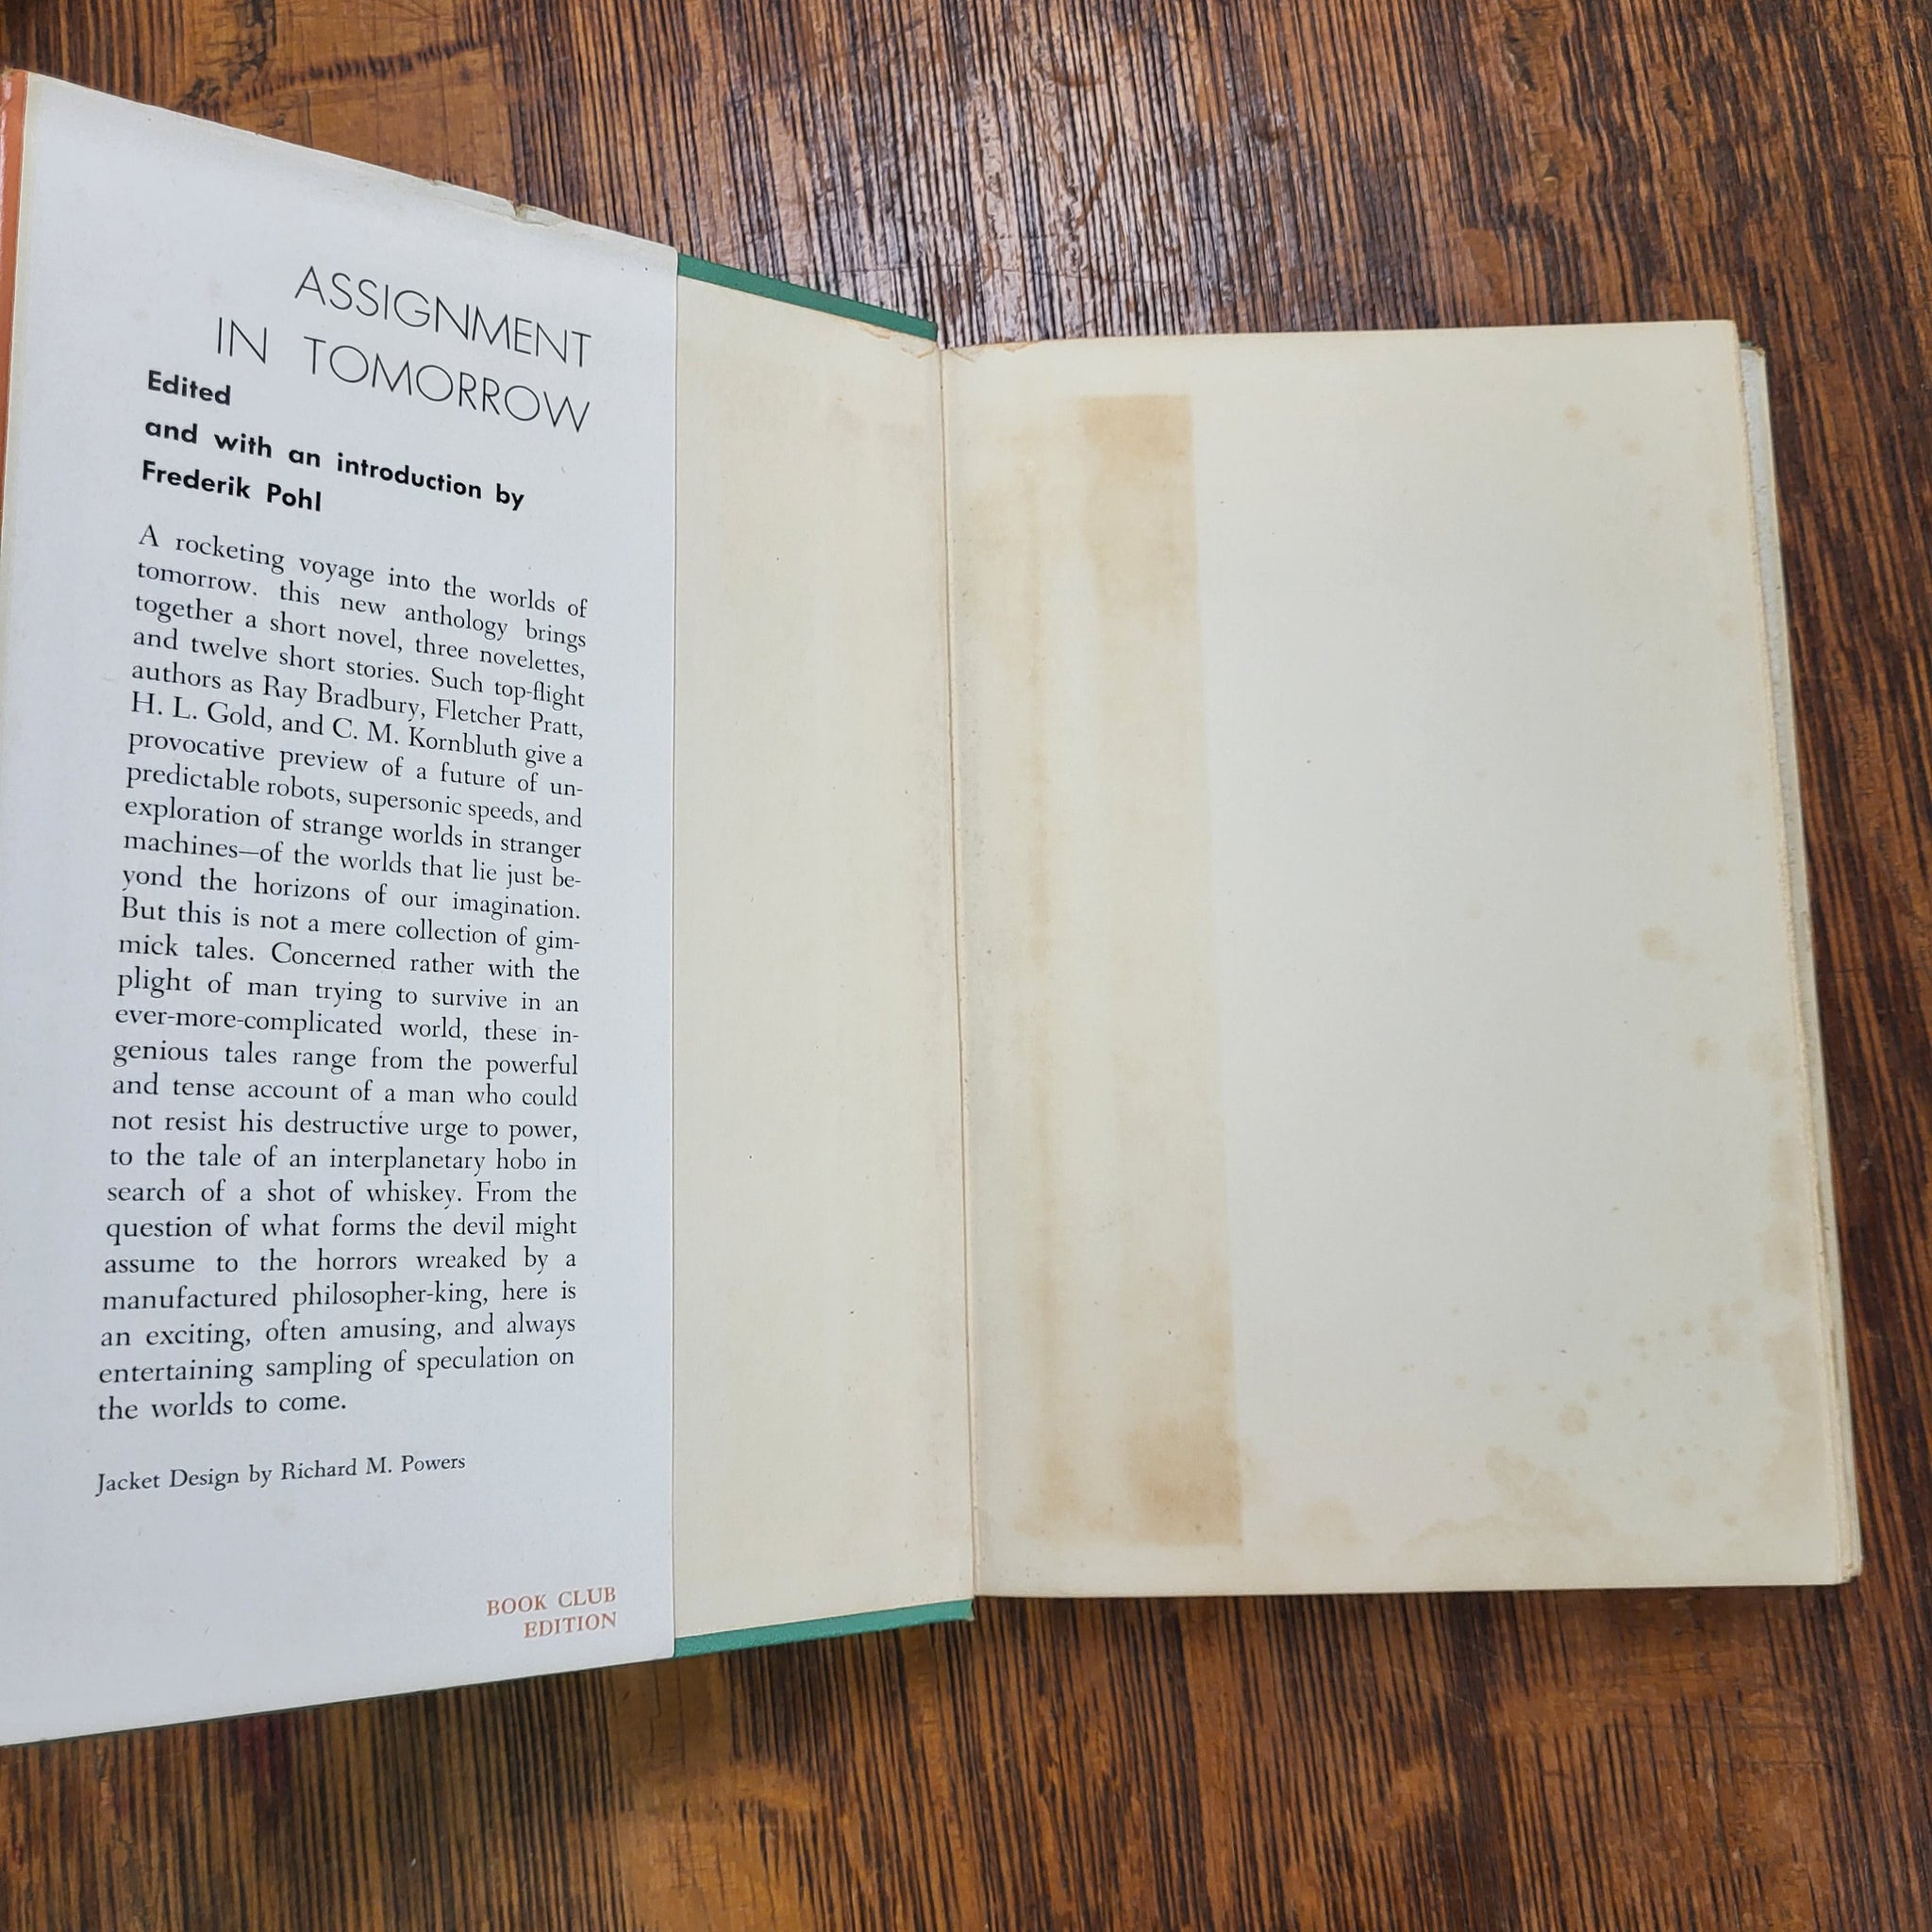 ASSIGNMENT
IN TOMORROW
Edited
and with an introduction by
Frederik Pohl
A rocketing voyage into the worlds of
tomorrow. this new anthology brings
together a short novel, three novelettes,
and twelve short stories. Such top-flight
authors as Ray Bradbury, Fletcher Pratt,
H. L. Gold, and C. M. Kornbluth give a
provocative preview of a future of un-
predictable robots, supersonic speeds, and
exploration of strange worlds in stranger
machines—of the worlds that lie just be-
yond the horizons of our imagination.
But this is not a mere collection of gim-
mick tales. Concerned rather with the
plight of man trying to survive in an
ever-more-complicated world, these in-
genious tales range from the powerful
and tense account of a man who could
not resist his destructive urge to power,
to the tale of an interplanetary hobo in
search of a shot of whiskey. From the
question of what forms the devil might
assume to the horrors wreaked by a
manufactured philosopher-king, here is
an exciting, often amusing, and always
entertaining sampling of speculation on
the worlds to come.
Jacket Design by Richard M. Powers
BOOK CLUB
EDITION